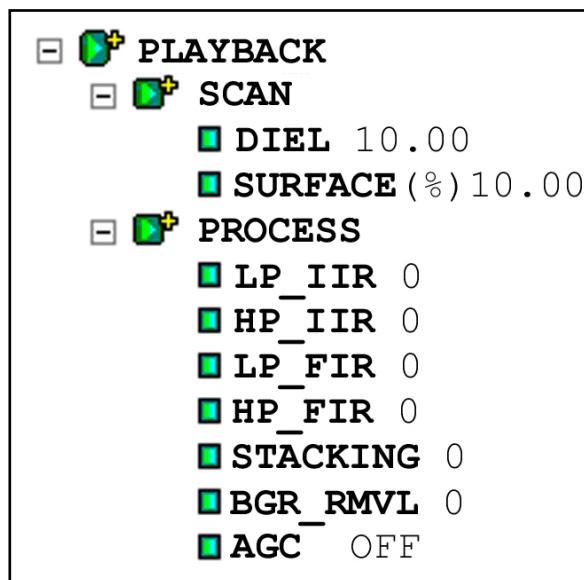 PLAYBACK
SCAN
DIEL 10.00
SURFACE(%)10.00
PROCESS
LP_IIR 0
HP_IIR 0
LP_FIR 0
HP_FIR 0
STACKING 0
BGR_RMVL 0
AGC OFF